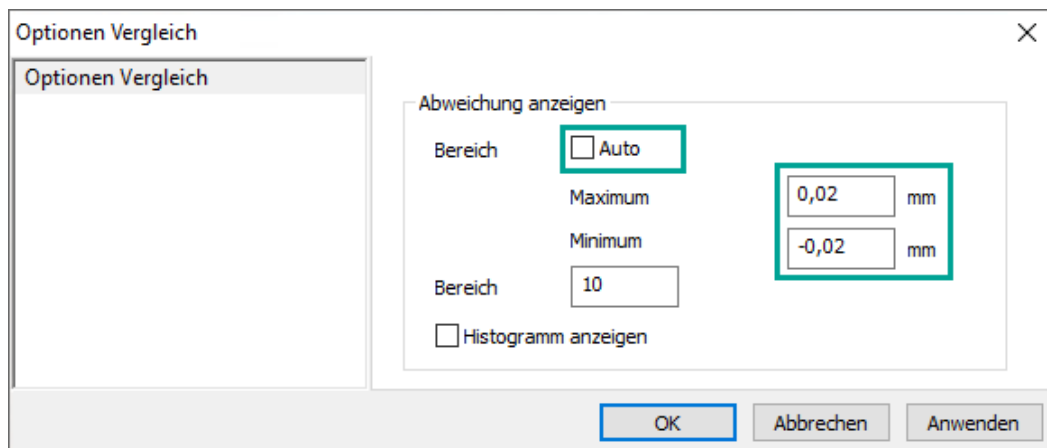 Optionen Vergleich
Optionen Vergleich
Abweichung anzeigen
Bereich Auto
Maximum 0,02 mm
Minimum -0,02 mm
Bereich 10
Histogramm anzeigen
OK Abbrechen Anwenden